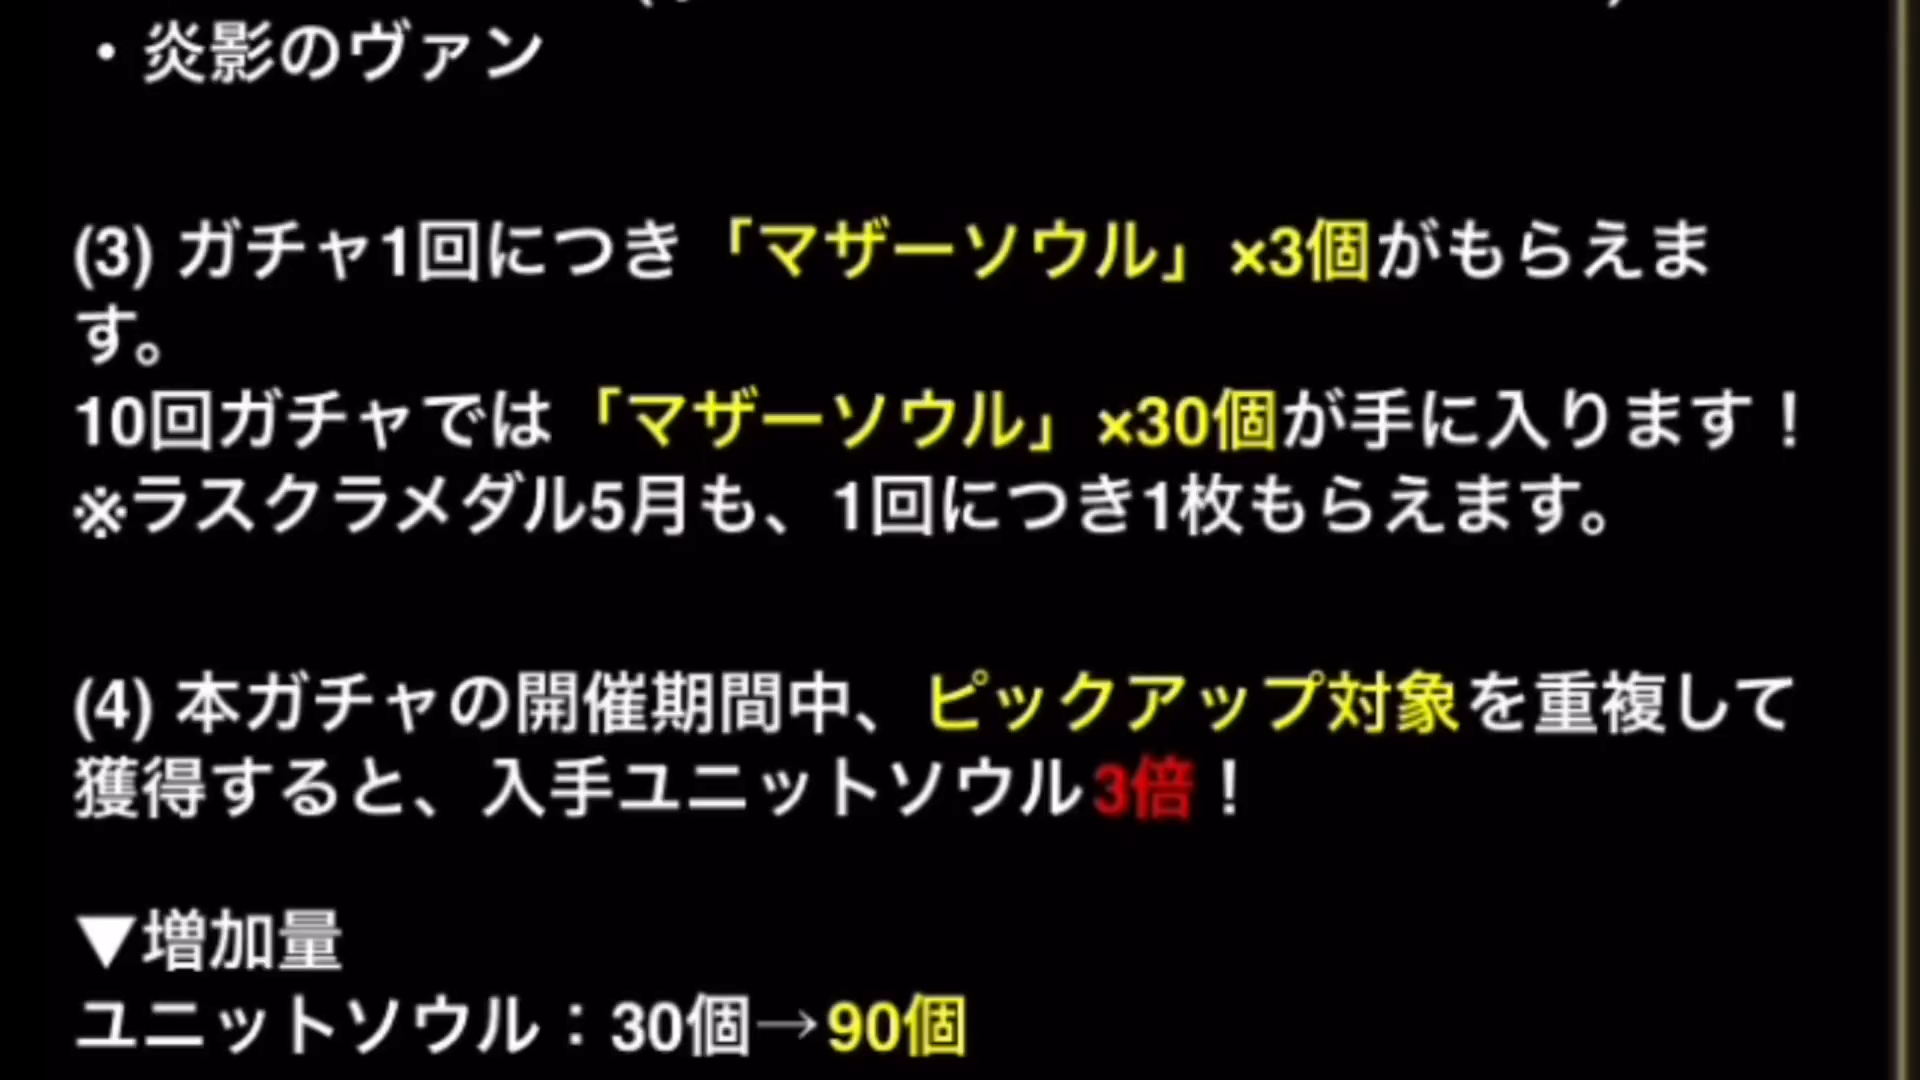 ・炎影のヴァン
(3) ガチャ1回につき「マザーソウル」×3個がもらえま
す。
10回ガチャでは「マザーソウル」×30個が手に入ります！
※ラスクラメダル5月も、1回につき1枚もらえます。
(4) 本ガチャの開催期間中、ピックアップ対象を重複して
獲得すると、入手ユニットソウル3倍！
▼増加量
ユニットソウル：30個→90個